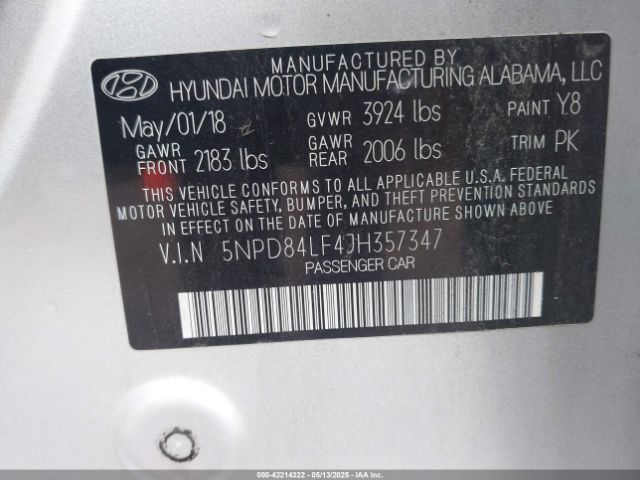 MANUFACTURED BY
HYUNDAI MOTOR MANUFACTURING ALABAMA, LLC
May/01/18 GVWR 3924 lbs PAINT Y8
GAWR FRONT 2183 lbs GAWR REAR 2006 lbs TRIM PK
THIS VEHICLE CONFORMS TO ALL APPLICABLE U.S.A. FEDERAL
MOTOR VEHICLE SAFETY, BUMPER, AND THEFT PREVENTION STANDARDS
IN EFFECT ON THE DATE OF MANUFACTURE SHOWN ABOVE.
V.I.N 5NPD84LF4JH357347
PASSENGER CAR
000-42214322 - 05/13/2025 - IAAI.COM